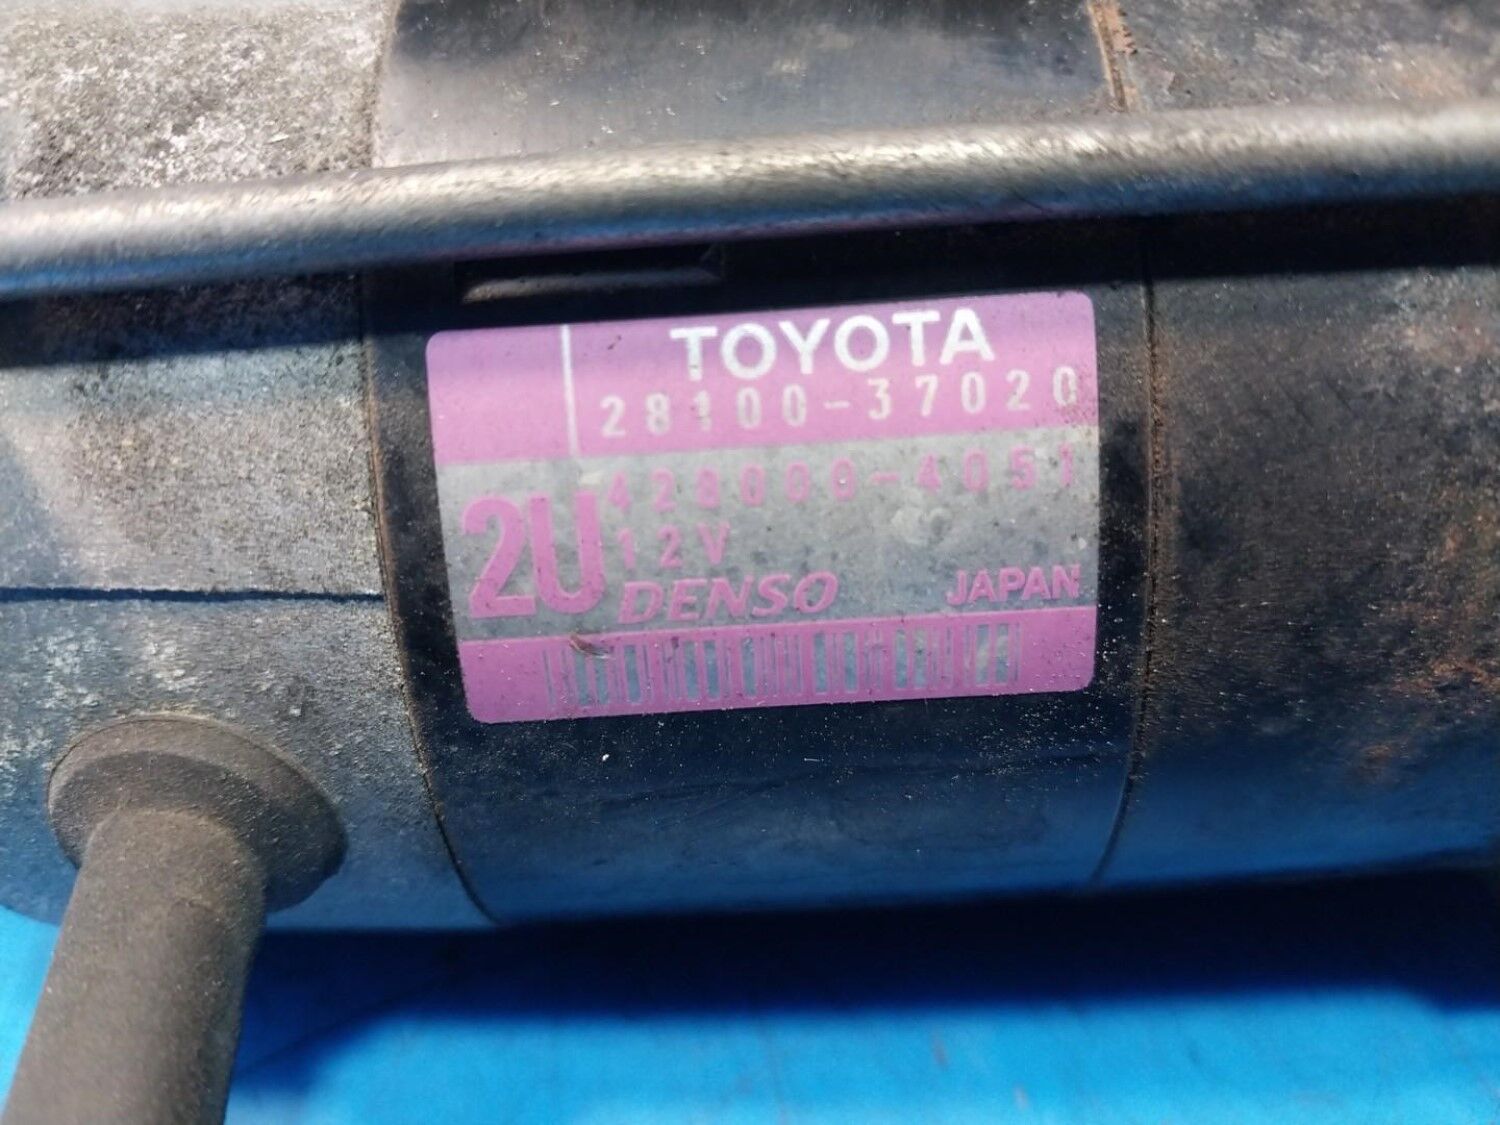 TOYOTA
28100-37020
428000-4051
2U
12V
DENSO JAPAN